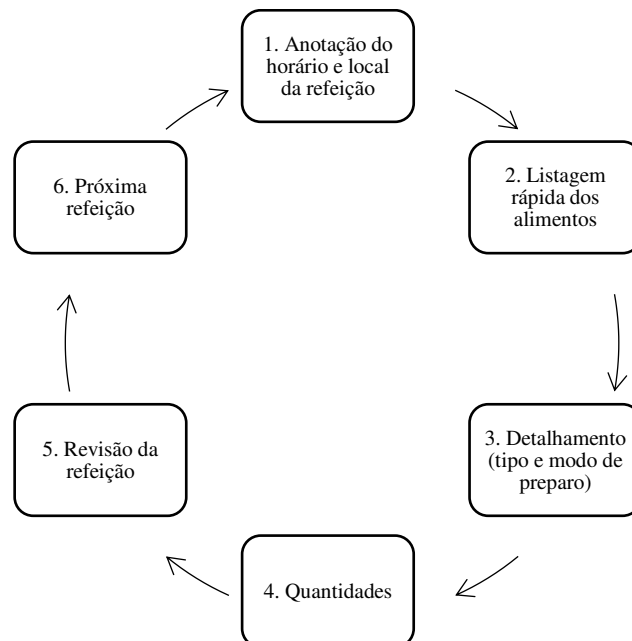 1. Anotação do
horário e local
da refeição
2. Listagem
rápida dos
alimentos
3. Detalhamento
(tipo e modo de
preparo)
4. Quantidades
5. Revisão da
refeição
6. Próxima
refeição